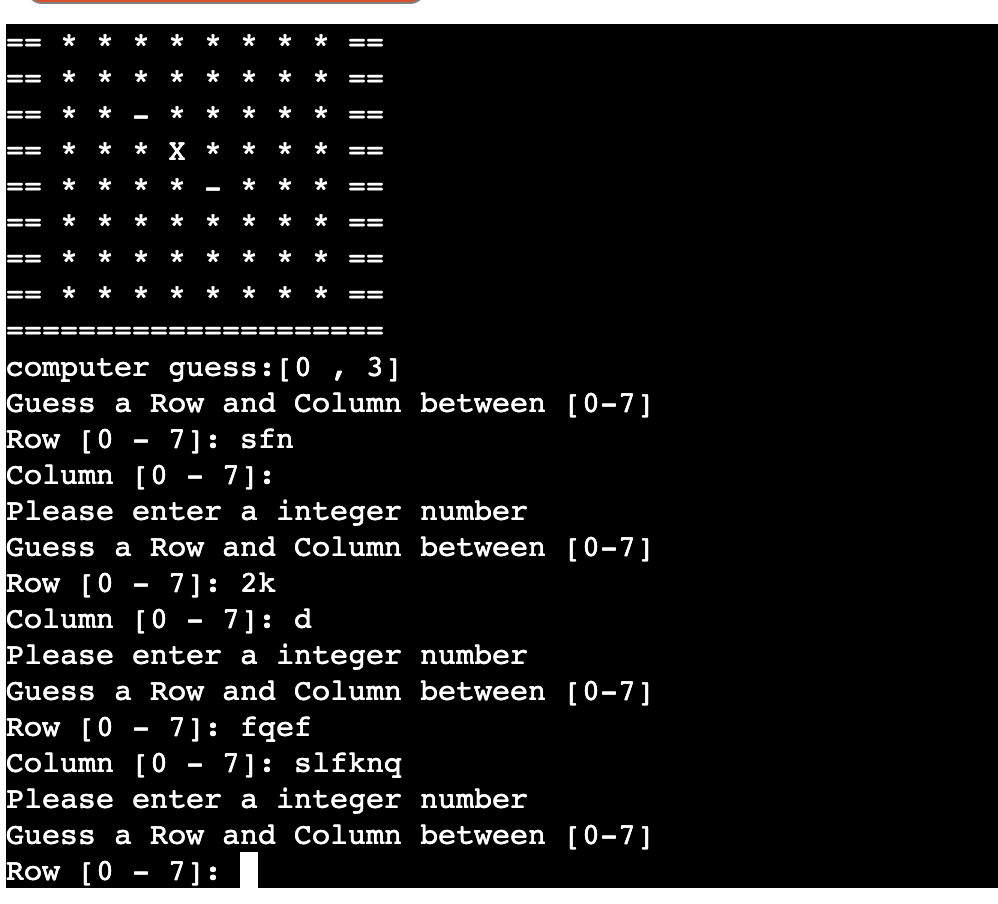 == * * * * * * * * ==
== * * * * * * * * ==
== * * - * * * * * ==
== * * * X * * * * ==
== * * * * - * * * ==
== * * * * * * * * ==
== * * * * * * * * ==
== * * * * * * * * ==
=====================
computer guess:[0 , 3]
Guess a Row and Column between [0-7]
Row [0 - 7]: sfn
Column [0 - 7]:
Please enter a integer number
Guess a Row and Column between [0-7]
Row [0 - 7]: 2k
Column [0 - 7]: d
Please enter a integer number
Guess a Row and Column between [0-7]
Row [0 - 7]: fqef
Column [0 - 7]: slfknq
Please enter a integer number
Guess a Row and Column between [0-7]
Row [0 - 7]: